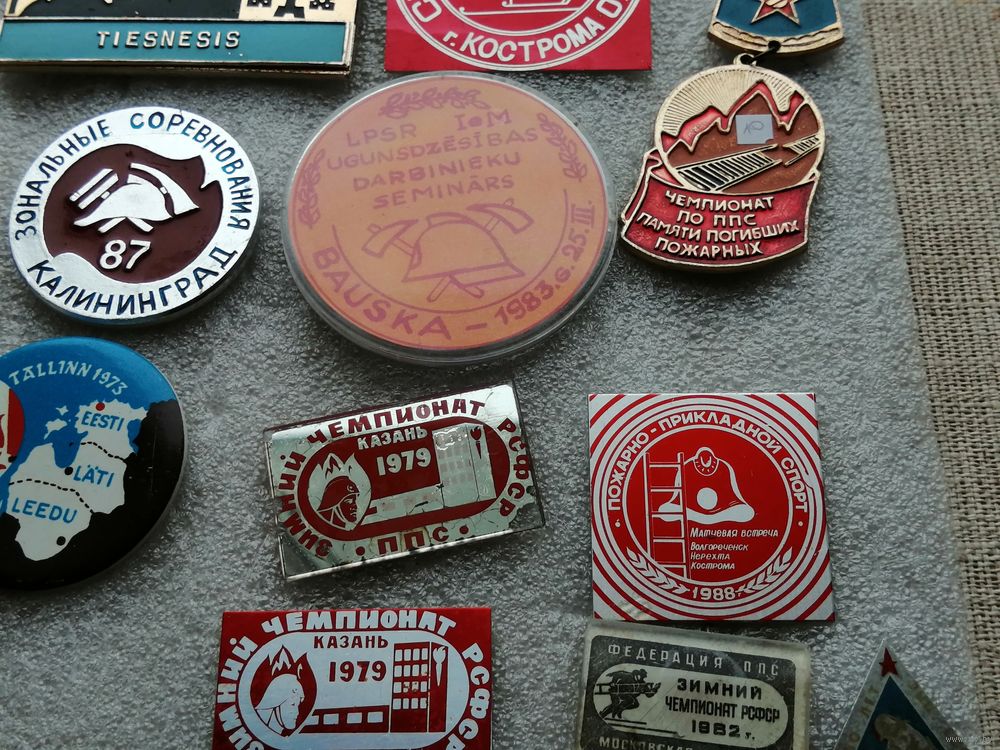 TIESNESIS
г. КОСТРОМА
ЗОНАЛЬНЫЕ СОРЕВНОВАНИЯ
87
КАЛИНИНГРАД
LPSR IeM
UGUNSDZĒSĪBAS
DARBINIEKU
SEMINĀRS
BAUSKA - 1983.g. 25.III.
ЧЕМПИОНАТ
ПО ППС
ПАМЯТИ ПОГИБШИХ
ПОЖАРНЫХ
TALLINN 1973
EESTI
LÄTI
LEEDU
ЗИМНИЙ ЧЕМПИОНАТ РСФСР
КАЗАНЬ
1979
• ППС •
• ПОЖАРНО-ПРИКЛАДНОЙ СПОРТ •
Матчевая встреча
Волгореченск
Нерехта
Кострома
1988г.
ЗИМНИЙ ЧЕМПИОНАТ РСФСР
КАЗАНЬ
1979
ФЕДЕРАЦИЯ ППС
ЗИМНИЙ
ЧЕМПИОНАТ РСФСР
1982 г.
МОСКОВСКАЯ